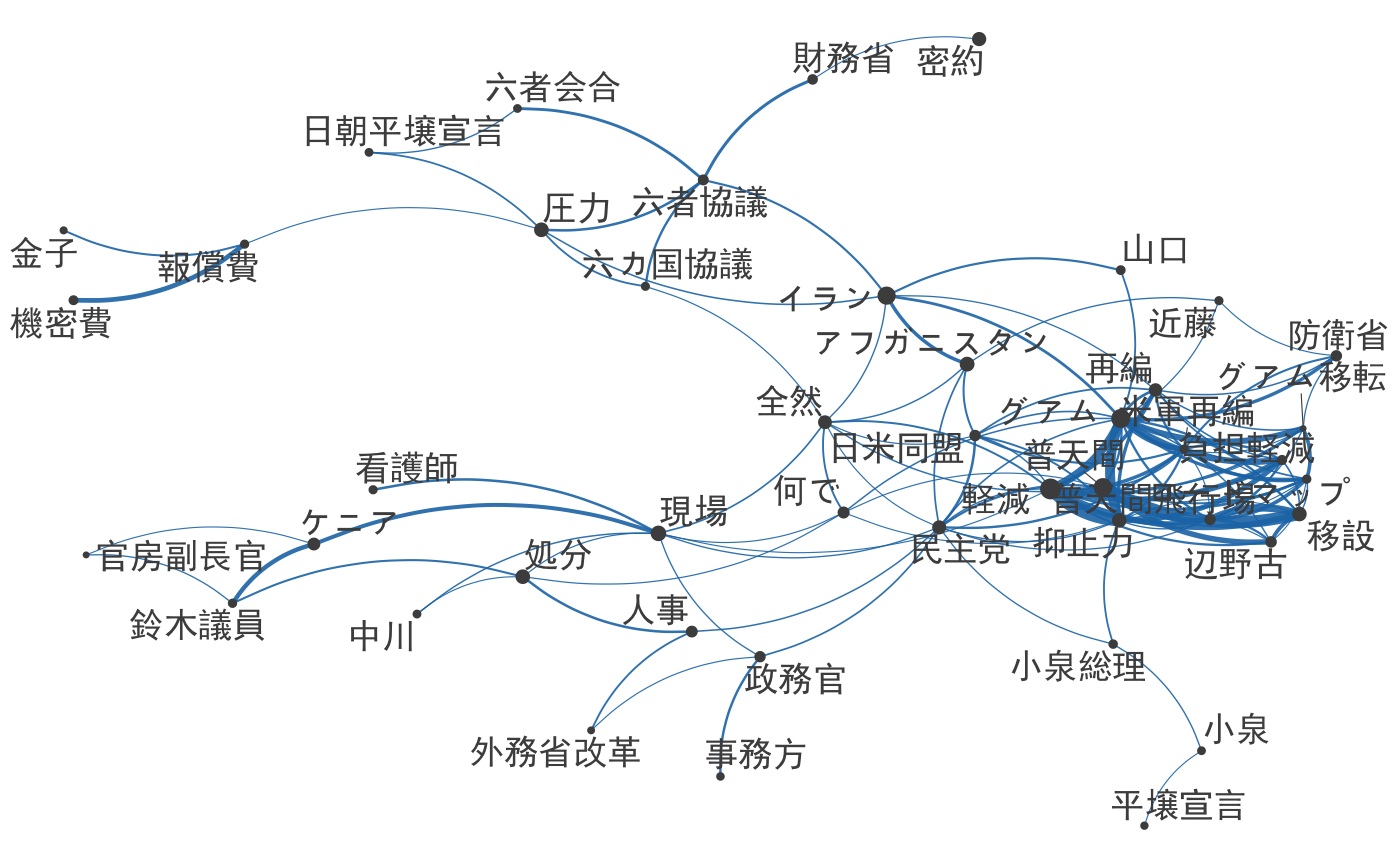 財務省
密約
六者会合
日朝平壌宣言
圧力
六者協議
金子
報償費
六カ国協議
機密費
山口
イラン
近藤
防衛省
アフガニスタン
再編
グアム移転
全然
グアム
米軍再編
日米同盟
普天間
負担軽減
看護師
何で
軽減
普天間飛行場
プ
ケニア
現場
官房副長官
処分
民主党
抑止力
辺野古
移設
鈴木議員
中川
人事
政務官
小泉総理
外務省改革
事務方
小泉
平壌宣言